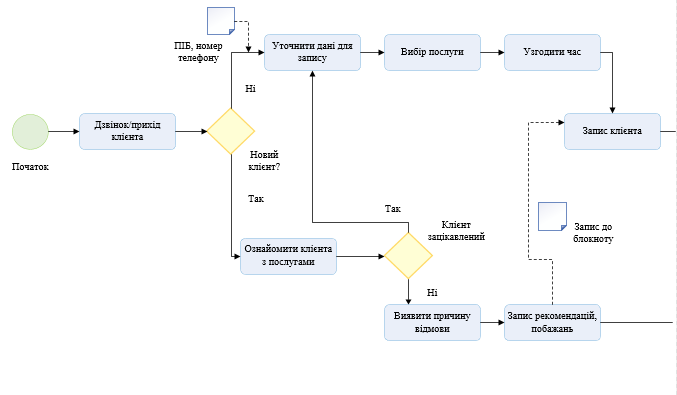 ПІБ, номер
телефону
Уточнити дані для
запису
Вибір послуги
Узгодити час
Ні
Дзвінок/прихід
клієнта
Запис клієнта
Початок
Новий
клієнт?
Так
Так
Клієнт
зацікавлений
Запис до
блокноту
Ознайомити клієнта
з послугами
Ні
Виявити причину
відмови
Запис рекомендацій,
побажань